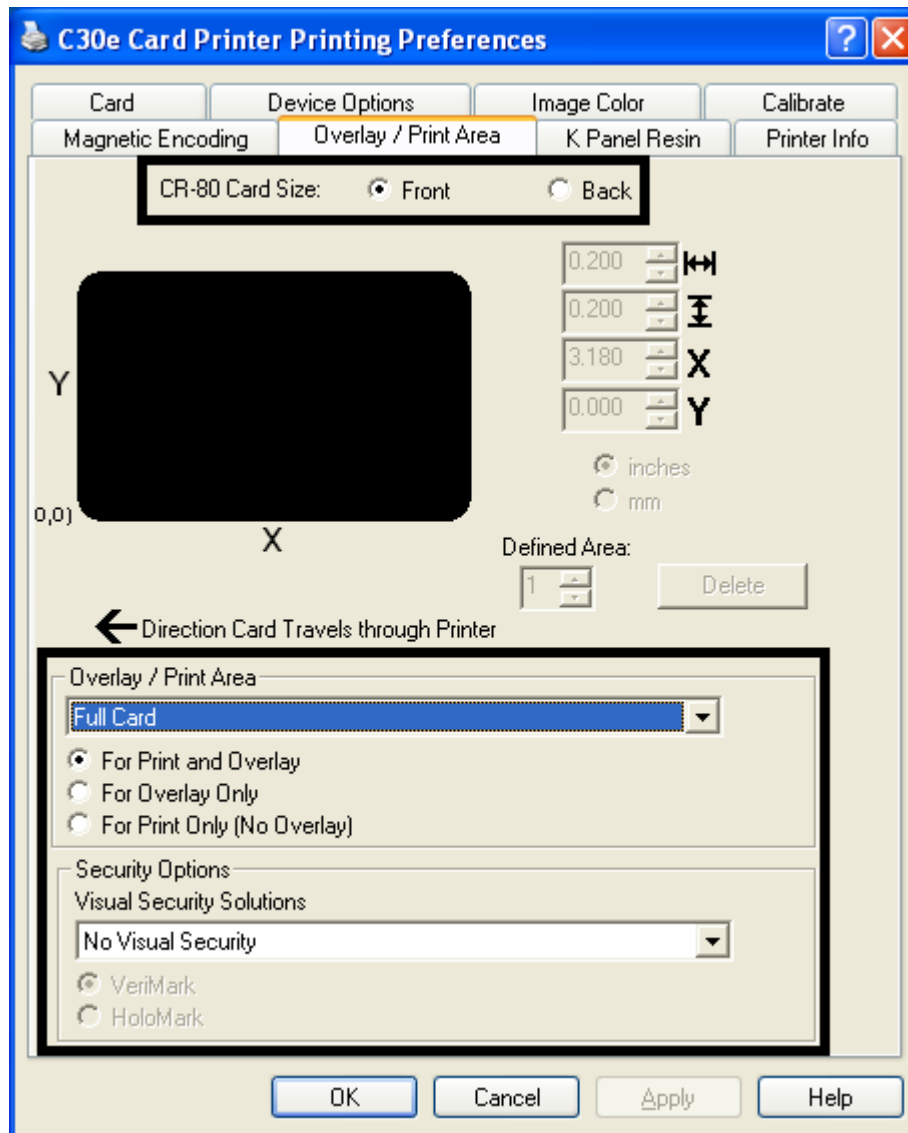 C30e Card Printer Printing Preferences
Card Device Options Image Color Calibrate
Magnetic Encoding Overlay / Print Area K Panel Resin Printer Info
CR-80 Card Size: Front Back
0.200
0.200
3.180 X
0.000 Y
Y
inches
mm
0,0)
X
Defined Area:
1 Delete
Direction Card Travels through Printer
Overlay / Print Area
Full Card
For Print and Overlay
For Overlay Only
For Print Only (No Overlay)
Security Options
Visual Security Solutions
No Visual Security
VeriMark
HoloMark
OK Cancel Apply Help